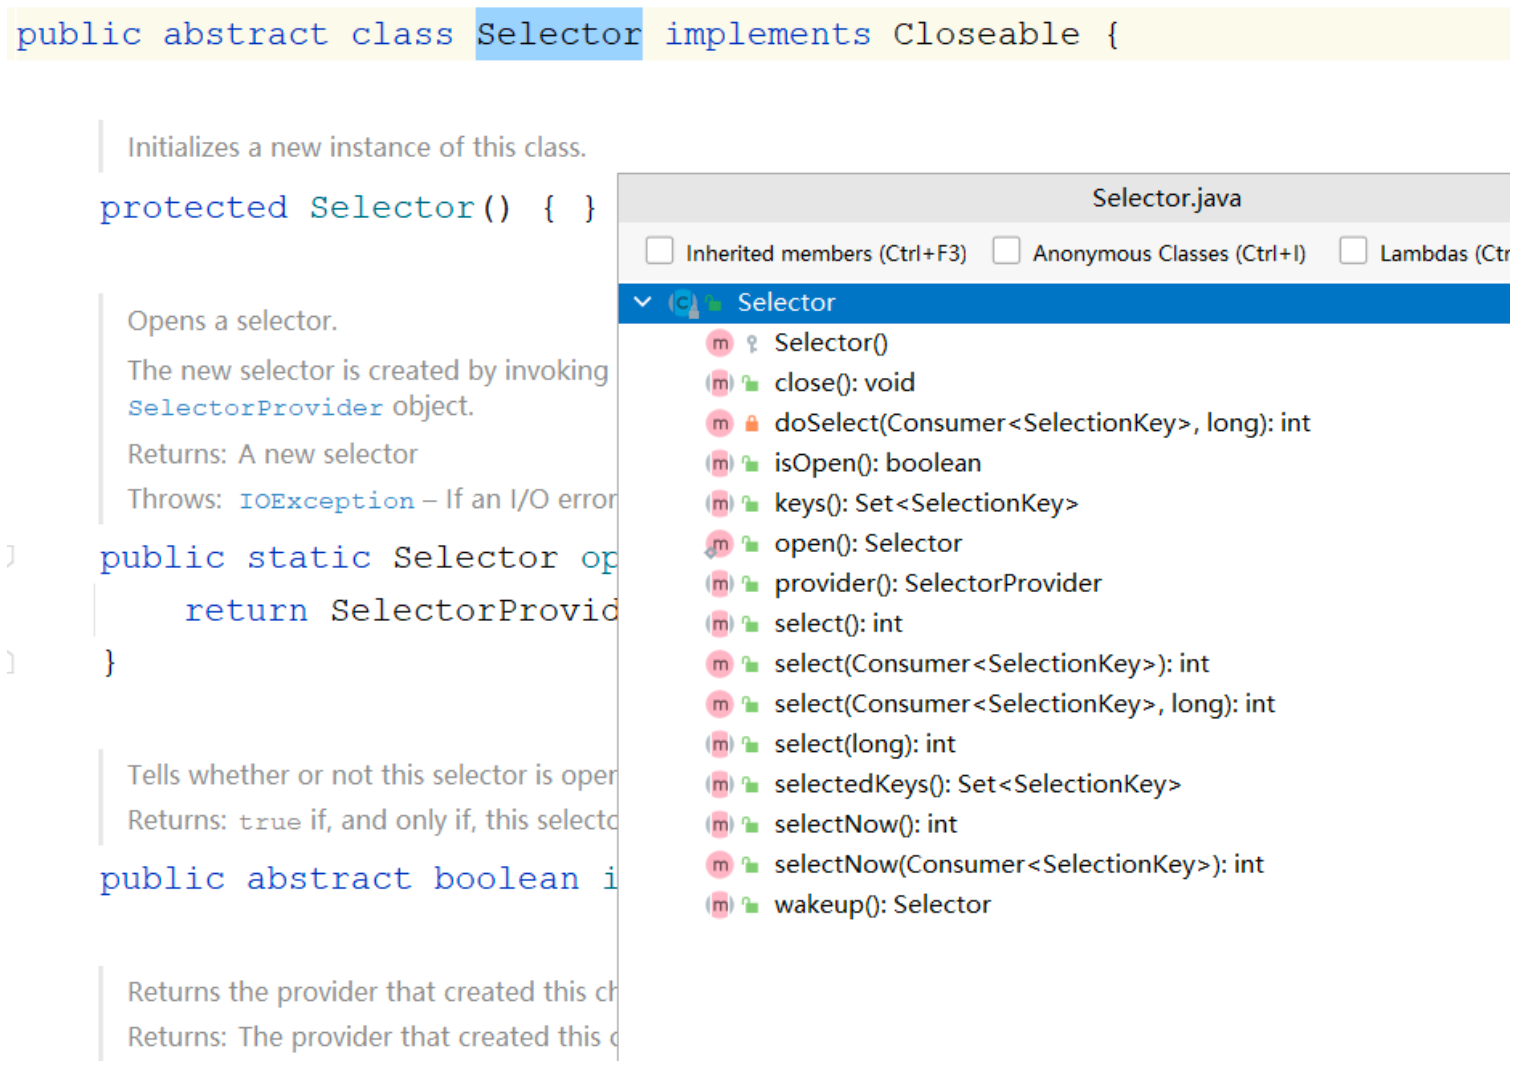 public abstract class Selector implements Closeable {
Initializes a new instance of this class.
protected Selector() { }
Opens a selector.
The new selector is created by invoking
SelectorProvider object.
Returns: A new selector
Throws: IOException – If an I/O error
public static Selector op
return SelectorProvid
}
Tells whether or not this selector is open
Returns: true if, and only if, this selecto
public abstract boolean i
Returns the provider that created this ch
Returns: The provider that created this c
Selector.java
Inherited members (Ctrl+F3) Anonymous Classes (Ctrl+I) Lambdas (Ctr
Selector
Selector()
close(): void
doSelect(Consumer<SelectionKey>, long): int
isOpen(): boolean
keys(): Set<SelectionKey>
open(): Selector
provider(): SelectorProvider
select(): int
select(Consumer<SelectionKey>): int
select(Consumer<SelectionKey>, long): int
select(long): int
selectedKeys(): Set<SelectionKey>
selectNow(): int
selectNow(Consumer<SelectionKey>): int
wakeup(): Selector